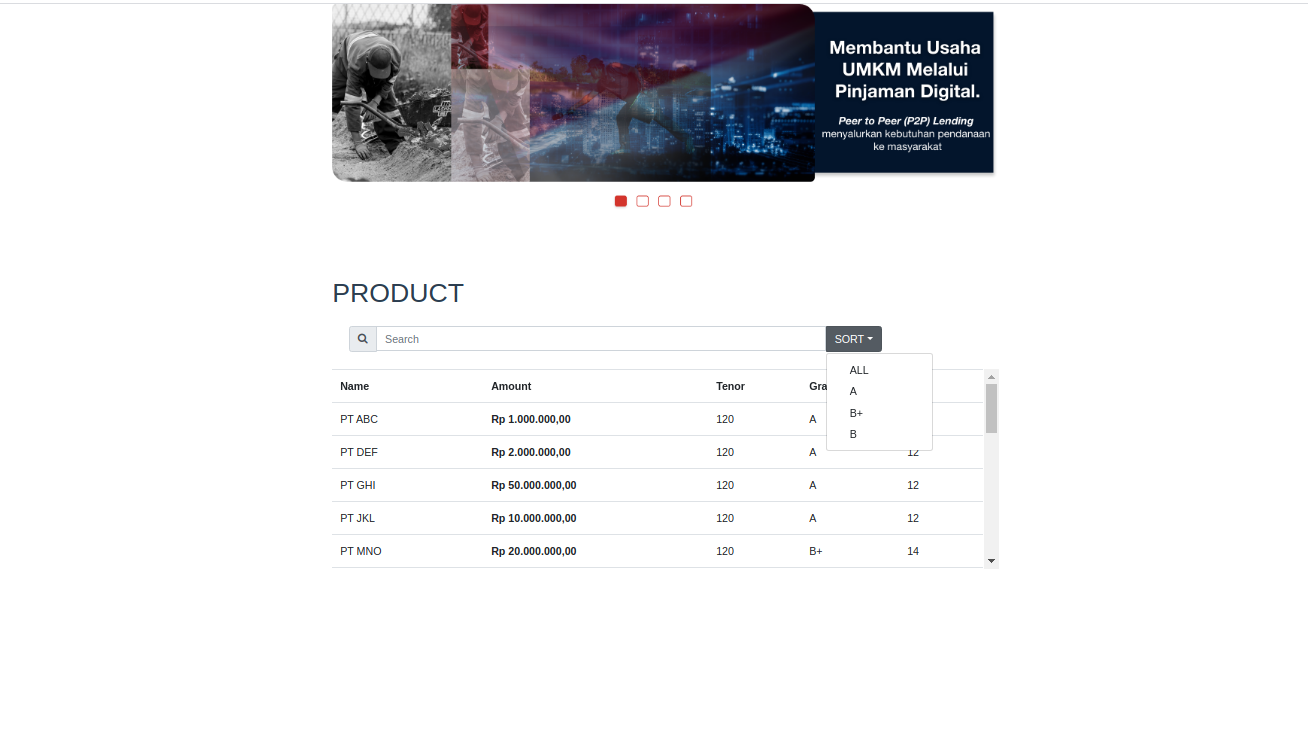 Membantu Usaha
UMKM Melalui
Pinjaman Digital.
Peer to Peer (P2P) Lending
menyalurkan kebutuhan pendanaan
ke masyarakat
PRODUCT
Search
SORT
ALL
A
B+
B
Name Amount Tenor Gra
PT ABC Rp 1.000.000,00 120 A
PT DEF Rp 2.000.000,00 120 A 12
PT GHI Rp 50.000.000,00 120 A 12
PT JKL Rp 10.000.000,00 120 A 12
PT MNO Rp 20.000.000,00 120 B+ 14